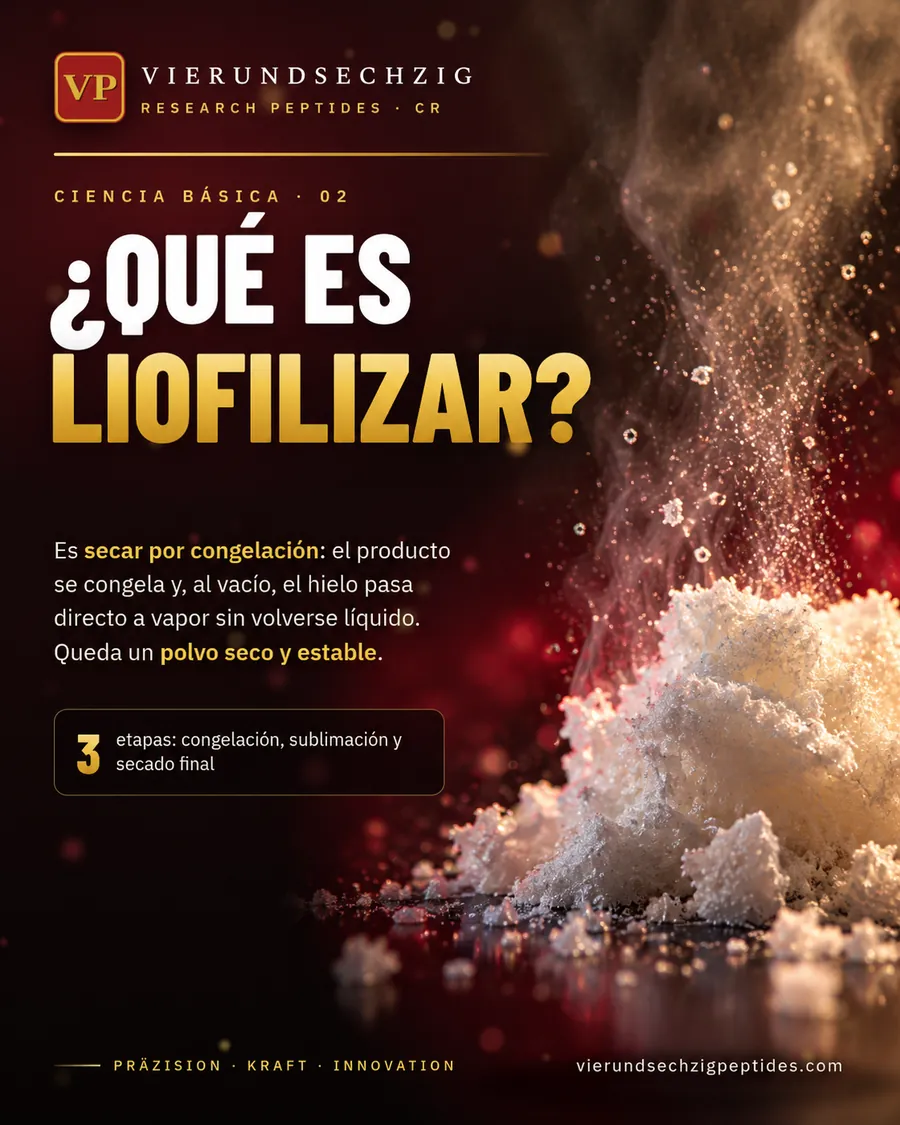 VP
VIERUNDSECHZIG
RESEARCH PEPTIDES · CR
CIENCIA BÁSICA · 02
¿QUÉ ES
LIOFILIZAR?
Es secar por congelación: el producto
se congela y, al vacío, el hielo pasa
directo a vapor sin volverse líquido.
Queda un polvo seco y estable.
3
etapas: congelación, sublimación y
secado final
PRÄZISION · KRAFT · INNOVATION
vierundsechzigpeptides.com